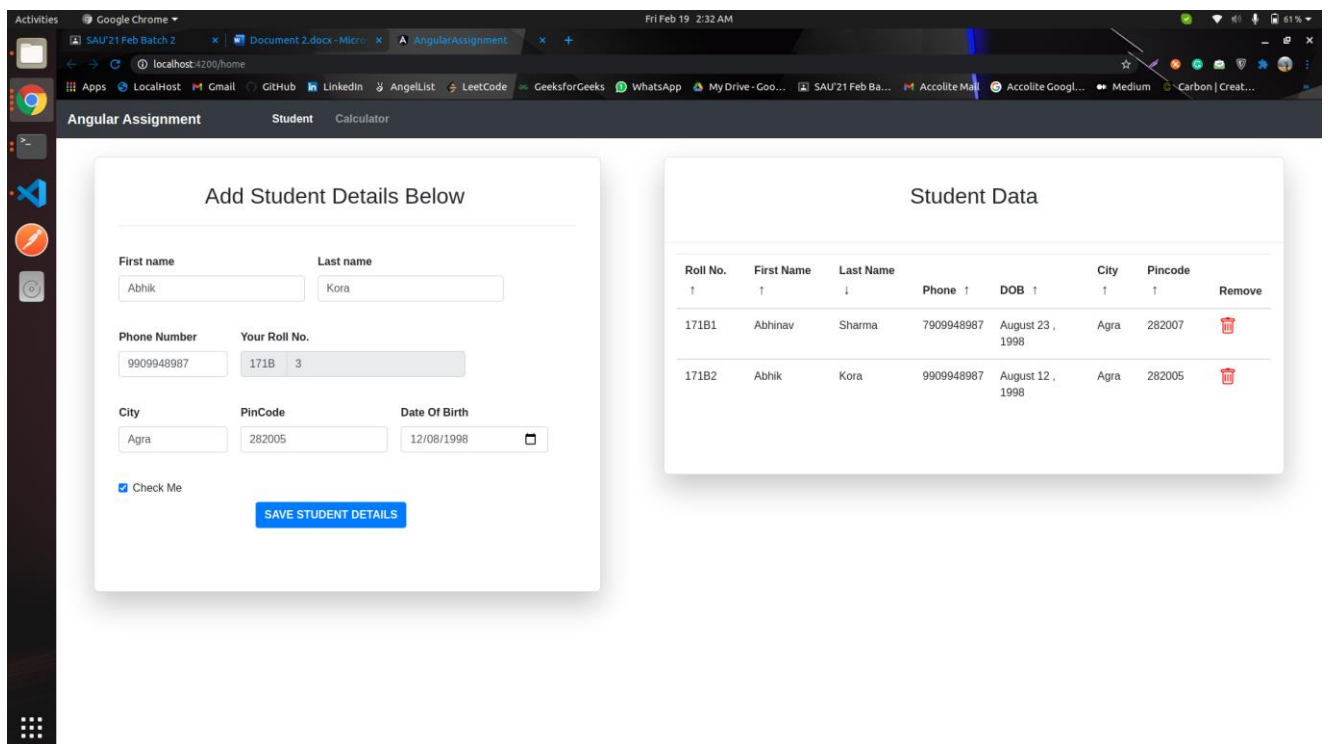 Activities Google Chrome Fri Feb 19 2:32 AM 61 %
SAU'21 Feb Batch 2 Document 2.docx - Micro AngularAssignment
localhost:4200/home
Apps LocalHost Gmail GitHub LinkedIn AngelList LeetCode GeeksforGeeks WhatsApp My Drive - Goo... SAU'21 Feb Ba... Accolite Mail Accolite Googl... Medium Carbon | Creat...
Angular Assignment Student Calculator
Add Student Details Below
First name Last name
Abhik Kora
Phone Number Your Roll No.
9909948987 171B 3
City PinCode Date Of Birth
Agra 282005 12/08/1998
Check Me
SAVE STUDENT DETAILS
Student Data
Roll No. ↑ First Name ↑ Last Name ↓ Phone ↑ DOB ↑ City ↑ Pincode ↑ Remove
171B1 Abhinav Sharma 7909948987 August 23 , Agra 282007
1998
171B2 Abhik Kora 9909948987 August 12 , Agra 282005
1998